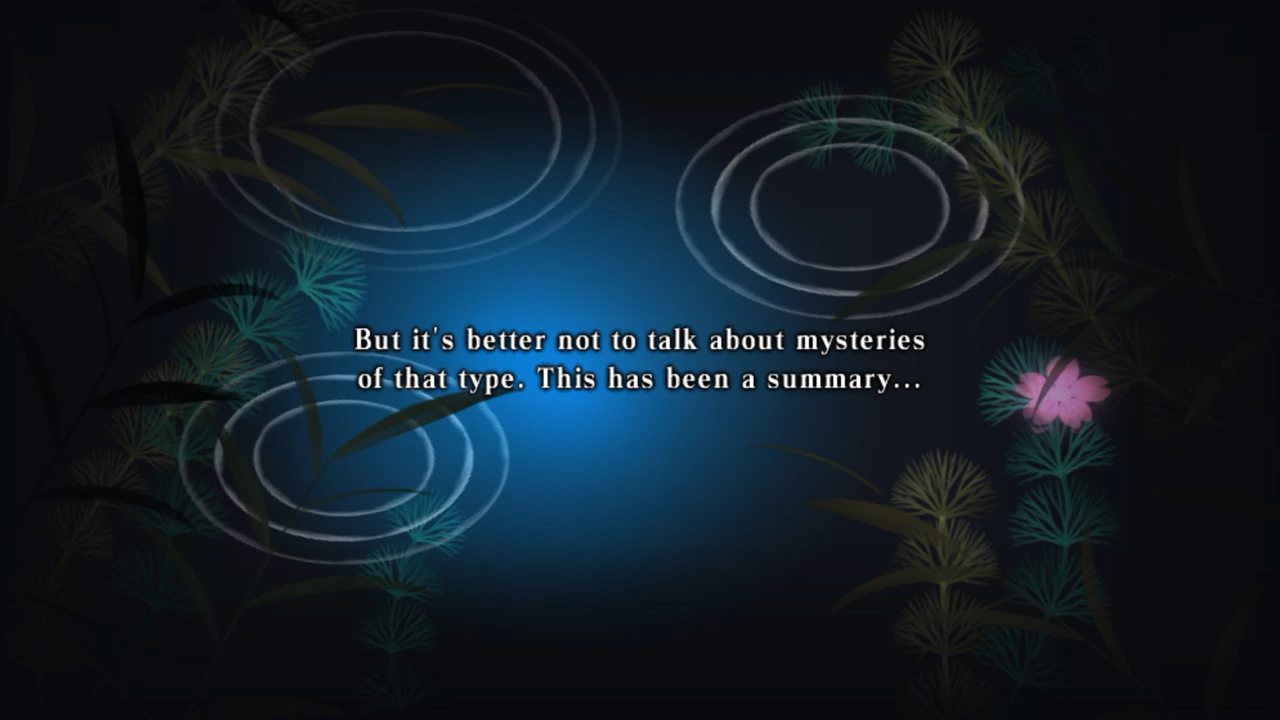 But it's better not to talk about mysteries
of that type. This has been a summary...